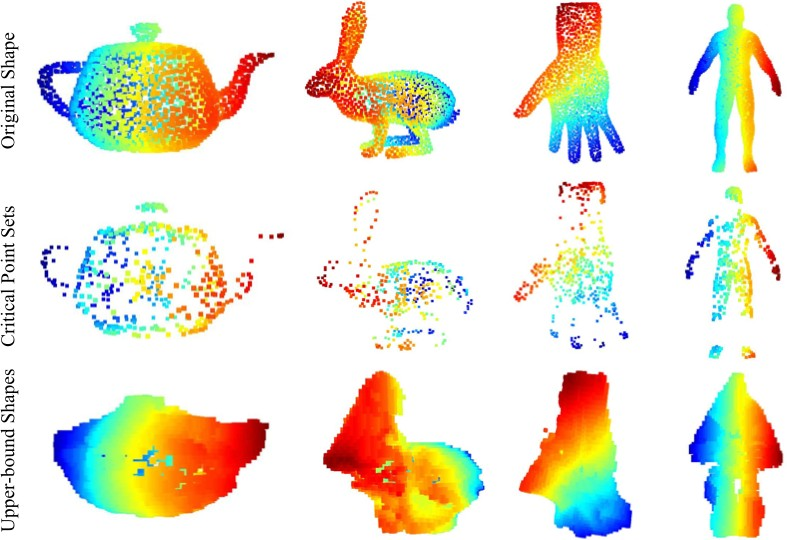 Original Shape
Critical Point Sets
Upper-bound Shapes